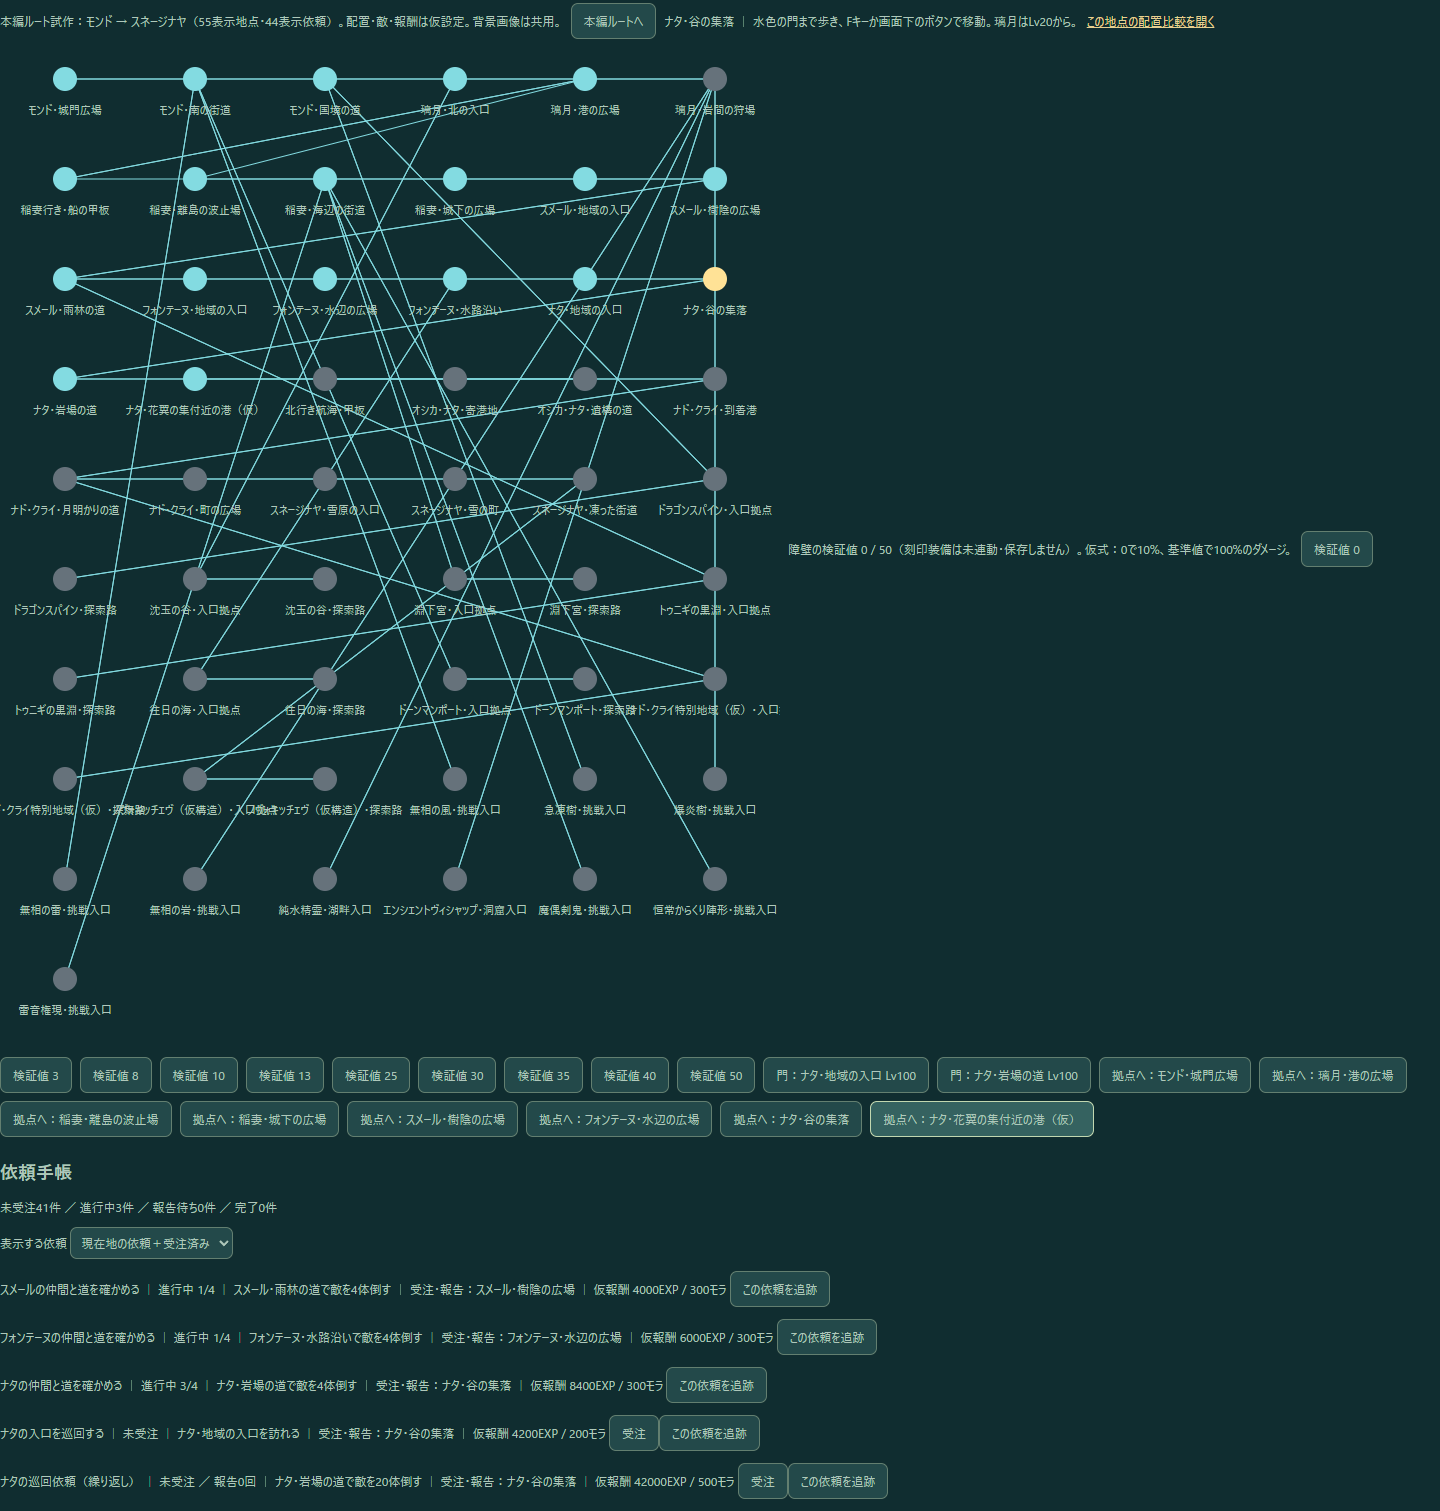 本編ルート試作：モンド → スネージナヤ（55表示地点・44表示依頼）。配置・敵・報酬は仮設定。背景画像は共用。 本編ルートへ ナタ・谷の集落 ｜ 水色の門まで歩き、Fキーか画面下のボタンで移動。璃月はLv20から。 この地点の配置比較を開く
モンド・城門広場 モンド・南の街道 モンド・国境の道 璃月・北の入口 璃月・港の広場 璃月・岩間の狩場
稲妻行き・船の甲板 稲妻・離島の波止場 稲妻・海辺の街道 稲妻・城下の広場 スメール・地域の入口 スメール・樹陰の広場
スメール・雨林の道 フォンテーヌ・地域の入口 フォンテーヌ・水辺の広場 フォンテーヌ・水路沿い ナタ・地域の入口 ナタ・谷の集落
ナタ・岩場の道 ナタ・花翼の集付近の港（仮） 北行き航海・甲板 オシカ・ナタ・寄港地 オシカ・ナタ・遺構の道 ナド・クライ・到着港
ナド・クライ・月明かりの道 ナド・クライ・町の広場 スネージナヤ・雪原の入口 スネージナヤ・雪の町 スネージナヤ・凍った街道 ドラゴンスパイン・入口拠点
障壁の検証値 0 / 50（刻印装備は未連動・保存しません）。仮式：0で10%、基準値で100%のダメージ。 検証値 0
ドラゴンスパイン・探索路 沈玉の谷・入口拠点 沈玉の谷・探索路 淵下宮・入口拠点 淵下宮・探索路 トゥニギの黒淵・入口拠点
トゥニギの黒淵・探索路 往日の海・入口拠点 往日の海・探索路 ドーンマンポート・入口拠点 ドーンマンポート・探索路 ナド・クライ特別地域（仮）・入口
・クライ特別地域（仮）・探索路 ッチェヴ（仮構造）・入口拠点 ッチェヴ（仮構造）・探索路 無相の風・挑戦入口 急凍樹・挑戦入口 爆炎樹・挑戦入口
無相の雷・挑戦入口 無相の岩・挑戦入口 純水精霊・湖畔入口 エンシェントヴィシャップ・洞窟入口 魔偶剣鬼・挑戦入口 恒常からくり陣形・挑戦入口
雷音権現・挑戦入口
検証値 3 検証値 8 検証値 10 検証値 13 検証値 25 検証値 30 検証値 35 検証値 40 検証値 50 門：ナタ・地域の入口 Lv100 門：ナタ・岩場の道 Lv100 拠点へ：モンド・城門広場 拠点へ：璃月・港の広場
拠点へ：稲妻・離島の波止場 拠点へ：稲妻・城下の広場 拠点へ：スメール・樹陰の広場 拠点へ：フォンテーヌ・水辺の広場 拠点へ：ナタ・谷の集落 拠点へ：ナタ・花翼の集付近の港（仮）
依頼手帳
未受注41件 ／ 進行中3件 ／ 報告待ち0件 ／ 完了0件
表示する依頼 現在地の依頼＋受注済み
スメールの仲間と道を確かめる ｜ 進行中 1/4 ｜ スメール・雨林の道で敵を4体倒す ｜ 受注・報告：スメール・樹陰の広場 ｜ 仮報酬 4000EXP / 300モラ この依頼を追跡
フォンテーヌの仲間と道を確かめる ｜ 進行中 1/4 ｜ フォンテーヌ・水路沿いで敵を4体倒す ｜ 受注・報告：フォンテーヌ・水辺の広場 ｜ 仮報酬 6000EXP / 300モラ この依頼を追跡
ナタの仲間と道を確かめる ｜ 進行中 3/4 ｜ ナタ・岩場の道で敵を4体倒す ｜ 受注・報告：ナタ・谷の集落 ｜ 仮報酬 8400EXP / 300モラ この依頼を追跡
ナタの入口を巡回する ｜ 未受注 ｜ ナタ・地域の入口を訪れる ｜ 受注・報告：ナタ・谷の集落 ｜ 仮報酬 4200EXP / 200モラ 受注 この依頼を追跡
ナタの巡回依頼（繰り返し） ｜ 未受注 ／ 報告0回 ｜ ナタ・岩場の道で敵を20体倒す ｜ 受注・報告：ナタ・谷の集落 ｜ 仮報酬 42000EXP / 500モラ 受注 この依頼を追跡